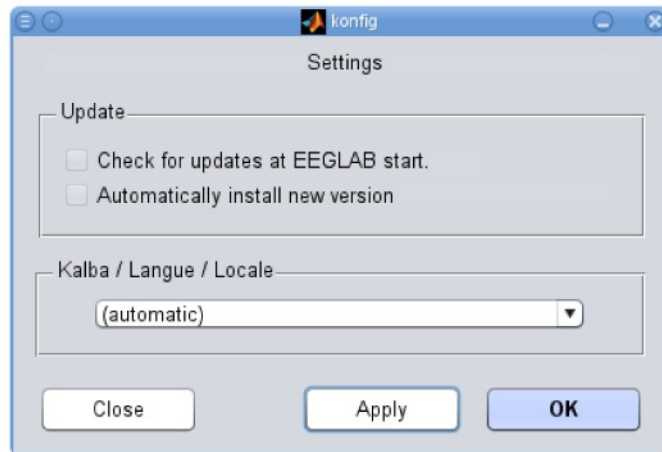 konfig
Settings
Update
Check for updates at EEGLAB start.
Automatically install new version
Kalba / Langue / Locale
(automatic)
Close Apply OK